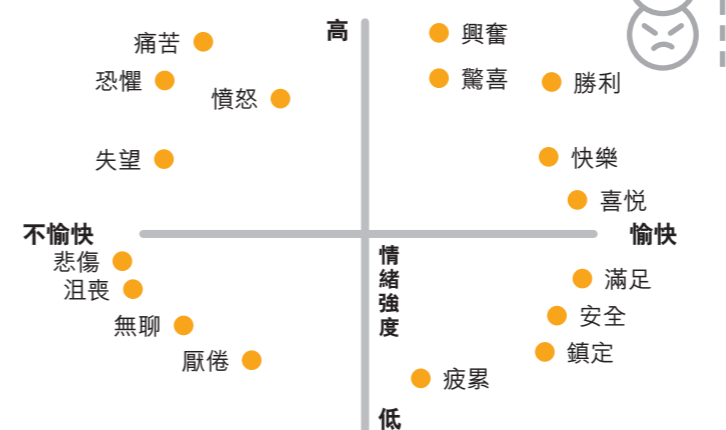 高
興奮
痛苦
恐懼
驚喜
勝利
憤怒
失望
快樂
喜悅
不愉快
愉快
悲傷
情緒強度
滿足
沮喪
安全
無聊
鎮定
厭倦
疲累
低